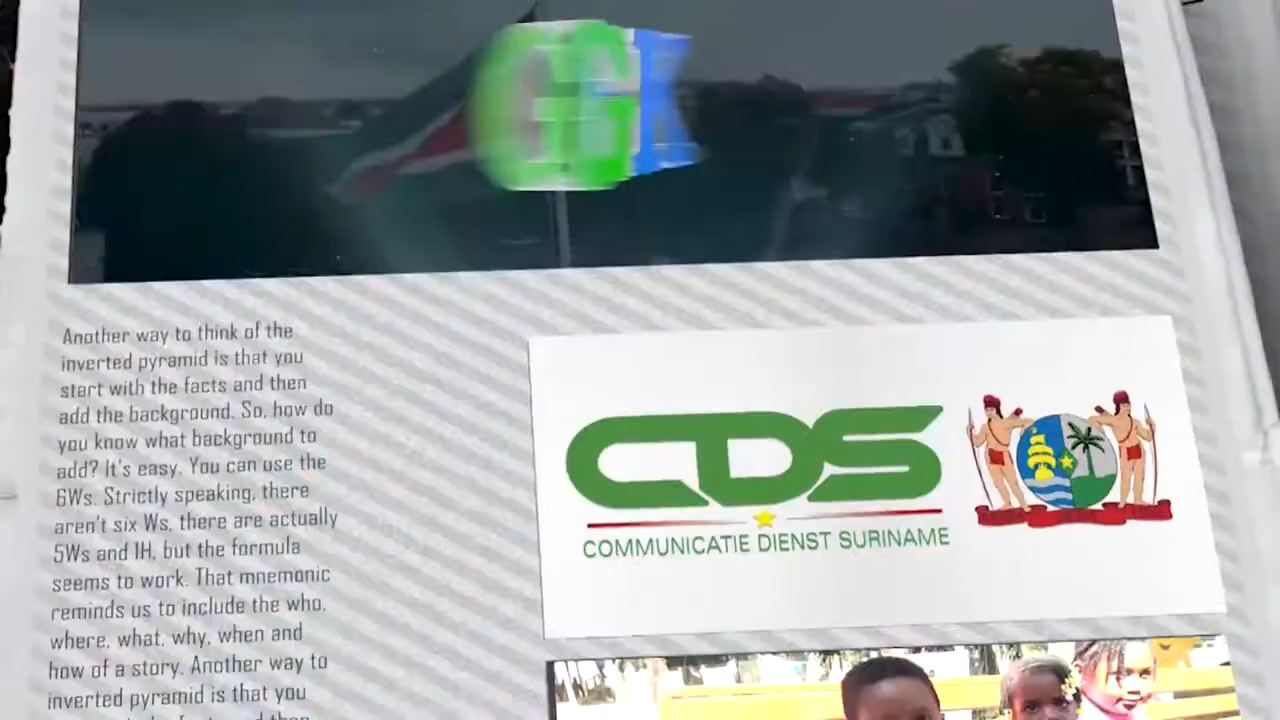 Another way to think of the
inverted pyramid is that you
start with the facts and then
add the background. So, how do
you know what background to
add? It's easy. You can use the
6Ws. Strictly speaking, there
aren't six Ws, there are actually
5Ws and 1H, but the formula
seems to work. That mnemonic
reminds us to include the who,
where, what, why, when and
how of a story. Another way to
inverted pyramid is that you
CDS
COMMUNICATIE DIENST SURINAME